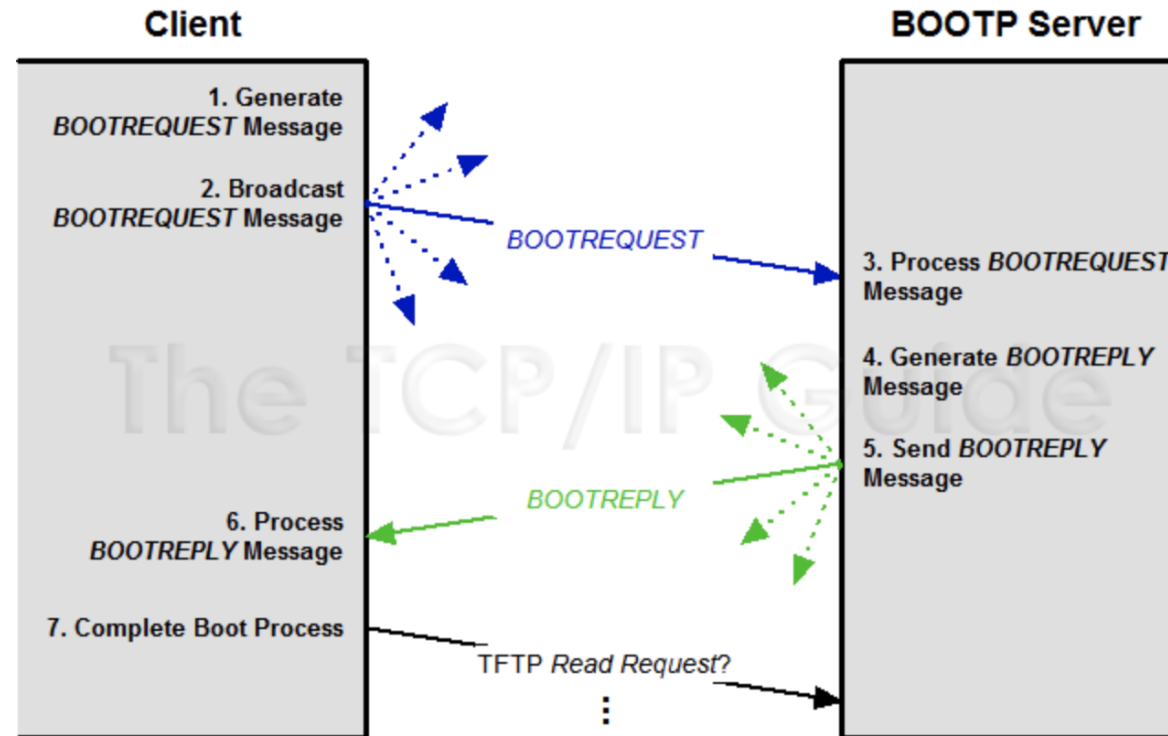 Client
BOOTP Server
1. Generate
BOOTREQUEST Message
2. Broadcast
BOOTREQUEST Message
BOOTREQUEST
3. Process BOOTREQUEST
Message
The TCP/IP Guide
4. Generate BOOTREPLY
Message
5. Send BOOTREPLY
Message
BOOTREPLY
6. Process
BOOTREPLY Message
7. Complete Boot Process
TFTP Read Request?
⋮